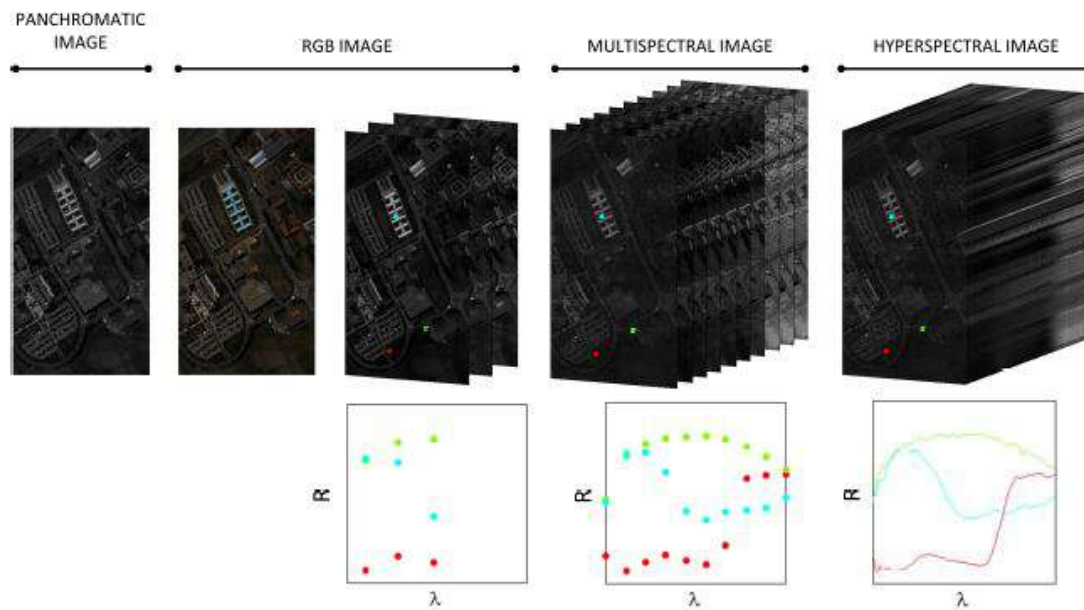 PANCHROMATIC
IMAGE
RGB IMAGE
MULTISPECTRAL IMAGE
HYPERSPECTRAL IMAGE
R
R
R
λ
λ
λ